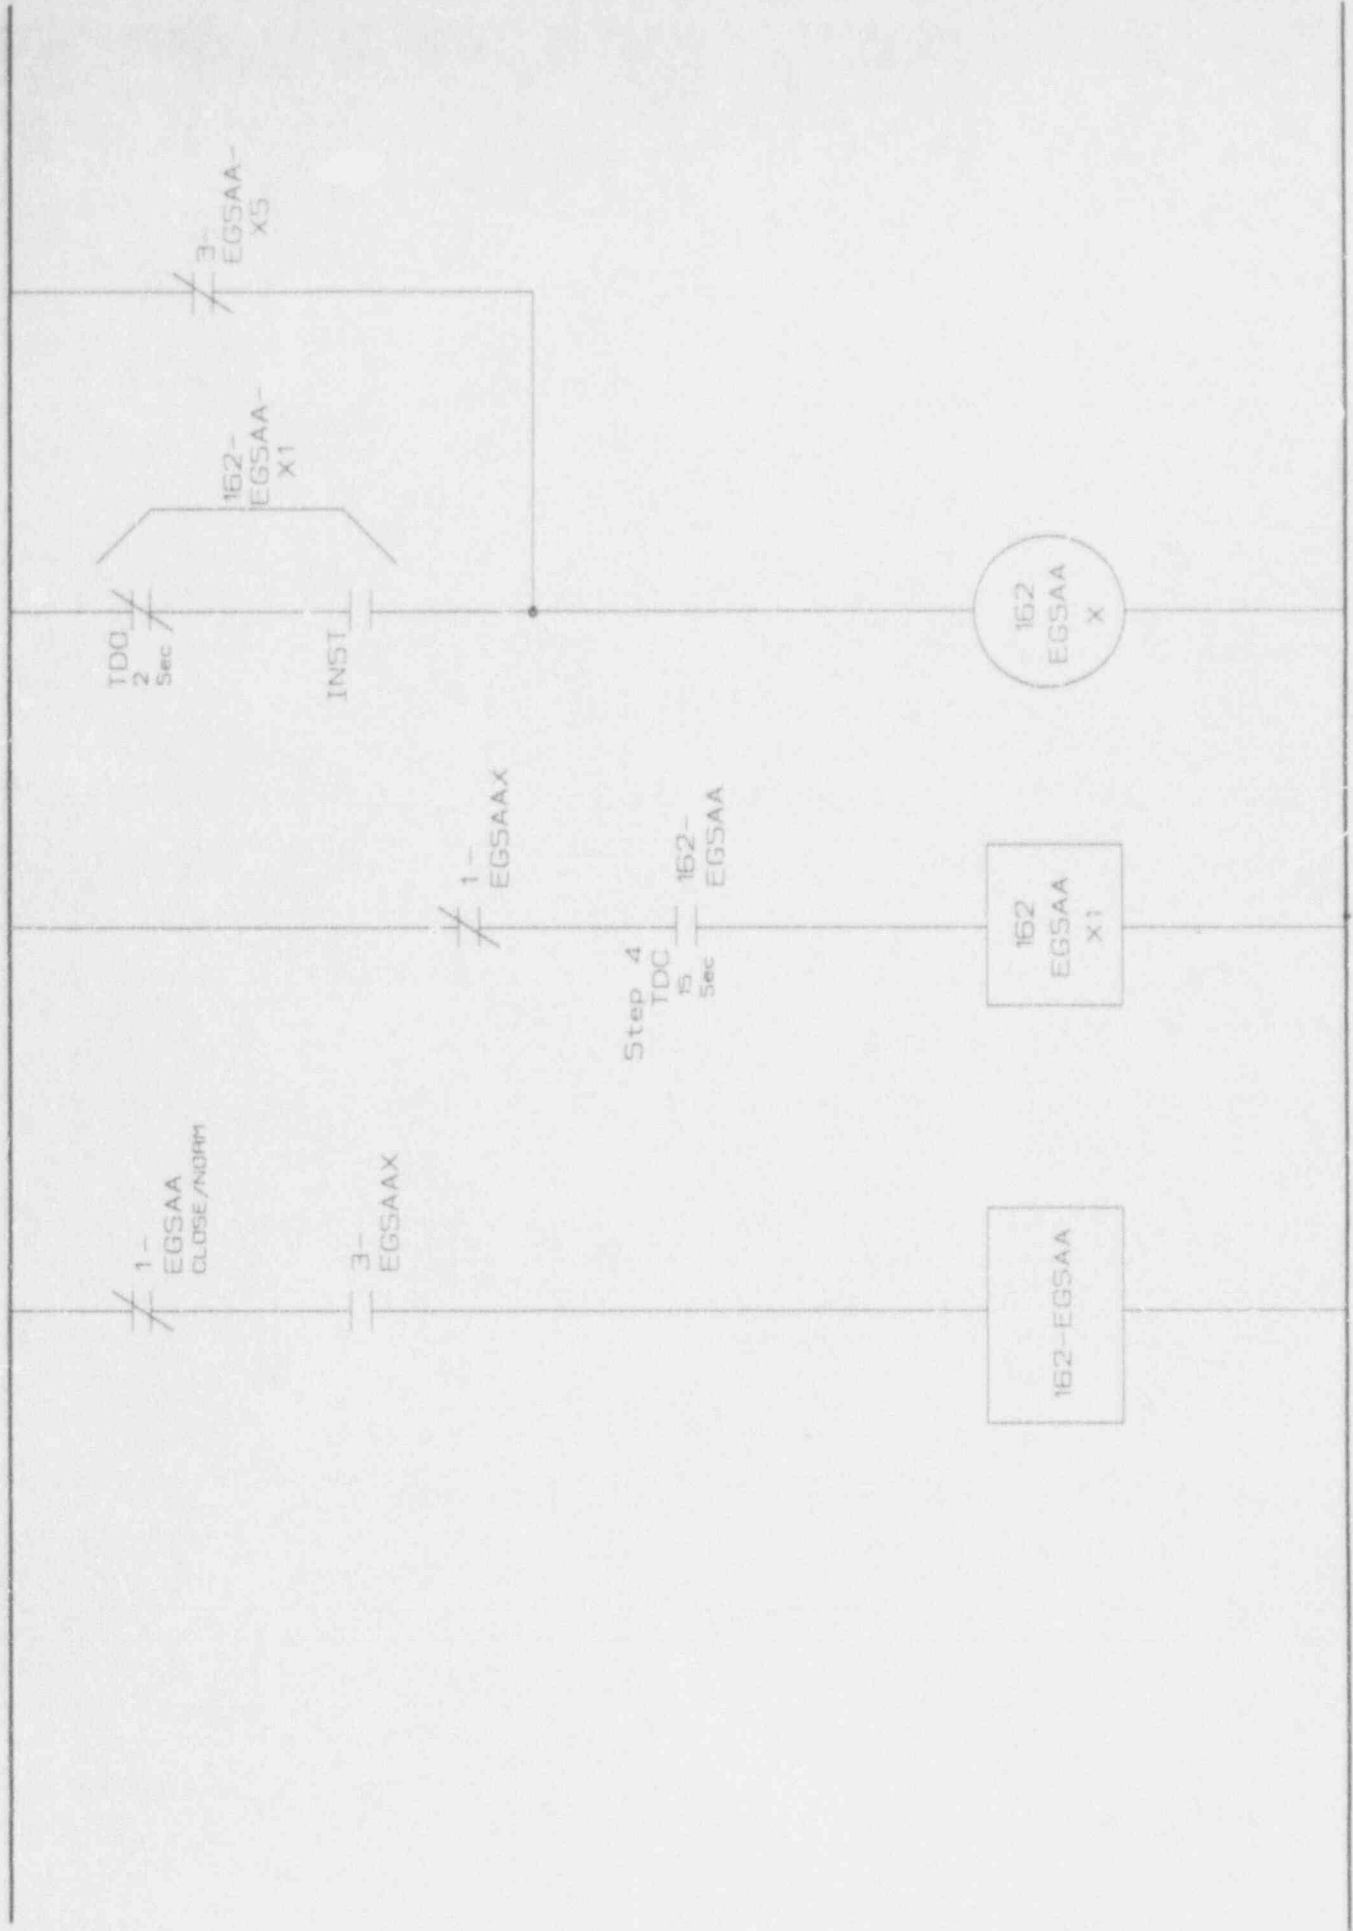 1-
EGSAA
CLOSE/NORM
3-
EGSAAX
162-EGSAA
1-
EGSAAX
Step 4
TDC
15
Sec
162-
EGSAA
162
EGSAA
X1
TDO
2
Sec
INST
162-
EGSAA-
X1
162
EGSAA
X
3-
EGSAA-
X5